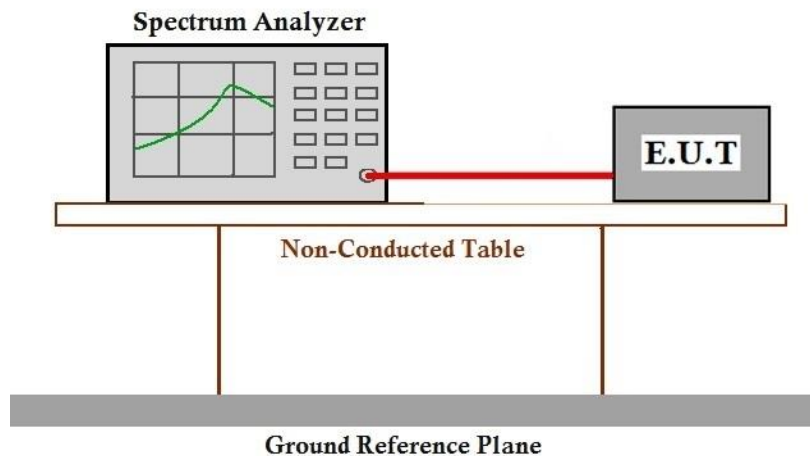 Spectrum Analyzer
E.U.T
Non-Conducted Table
Ground Reference Plane